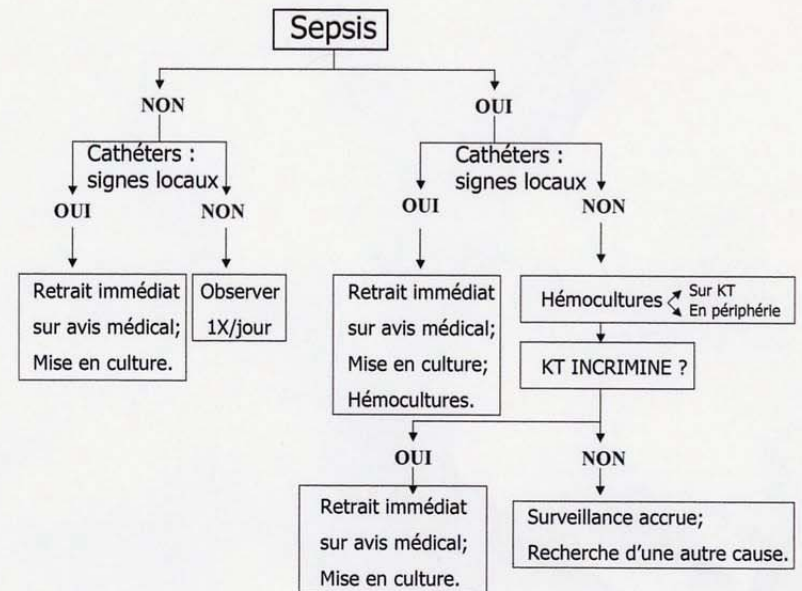 Sepsis
NON
OUI
Cathéters :
signes locaux
Cathéters :
signes locaux
OUI
NON
OUI
NON
Retrait immédiat
sur avis médical;
Mise en culture.
Observer
1X/jour
Retrait immédiat
sur avis médical;
Mise en culture;
Hémocultures.
Hémocultures
Sur KT
En périphérie
KT INCRIMINE ?
OUI
NON
Retrait immédiat
sur avis médical;
Mise en culture.
Surveillance accrue;
Recherche d'une autre cause.